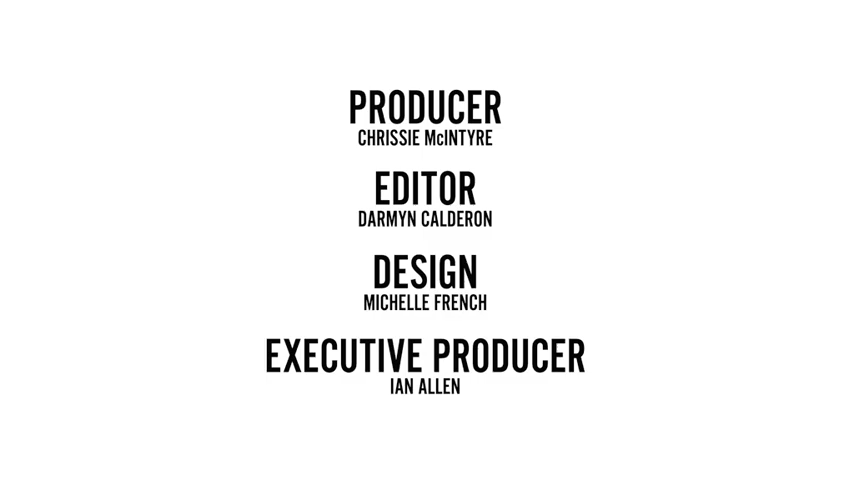 PRODUCER
CHRISSIE McINTYRE
EDITOR
DARMYN CALDERON
DESIGN
MICHELLE FRENCH
EXECUTIVE PRODUCER
IAN ALLEN